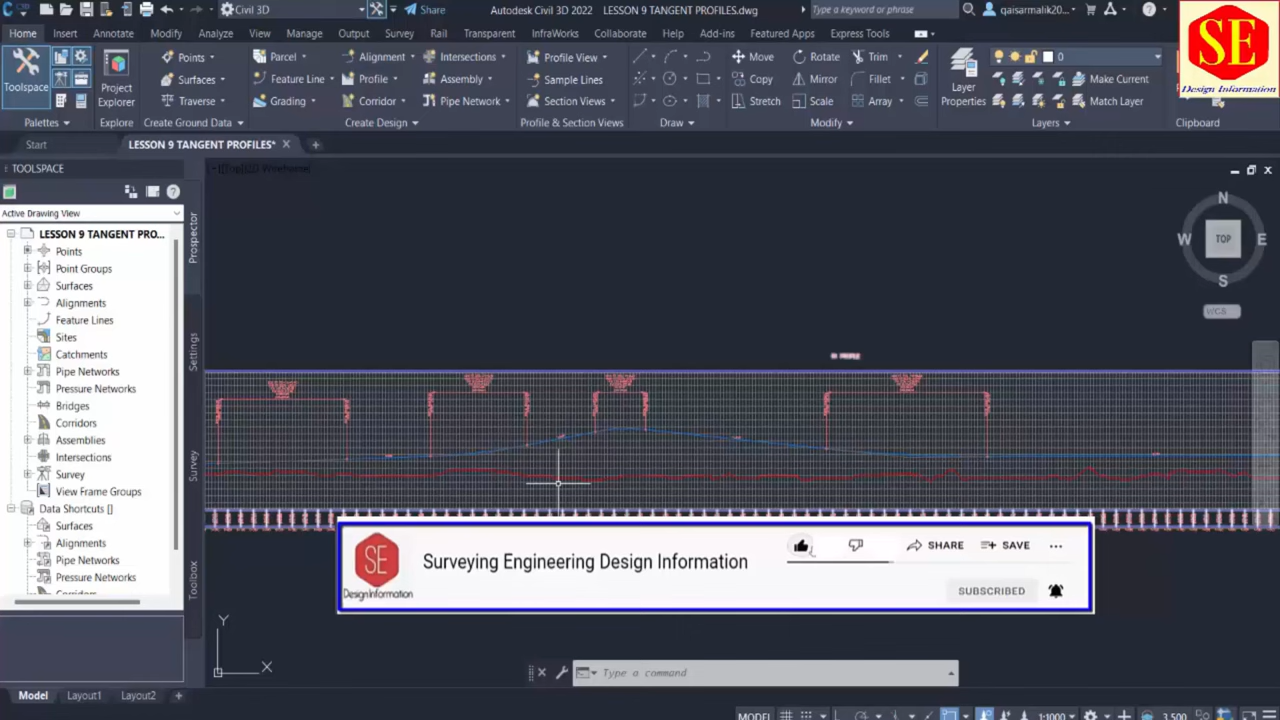 Civil 3D
Share
Autodesk Civil 3D 2022 LESSON 9 TANGENT PROFILES.dwg
Type a keyword or phrase
qaisarmalik20...
Home Insert Annotate Modify Analyze View Manage Output Survey Rail Transparent InfraWorks Collaborate Help Add-ins Featured Apps Express Tools
Toolspace
Project Explorer
Points
Surfaces
Traverse
Parcel
Feature Line
Grading
Alignment
Profile
Corridor
Intersections
Assembly
Pipe Network
Profile View
Sample Lines
Section Views
Move
Copy
Stretch
Rotate
Mirror
Scale
Trim
Fillet
Array
Layer Properties
0
Make Current
Match Layer
Palettes Explore Create Ground Data Create Design Profile & Section Views Draw Modify Layers Clipboard
SE
Design Information
Start LESSON 9 TANGENT PROFILES*
TOOLSPACE
Active Drawing View
LESSON 9 TANGENT PRO...
Points
Point Groups
Surfaces
Alignments
Feature Lines
Sites
Catchments
Pipe Networks
Pressure Networks
Bridges
Corridors
Assemblies
Intersections
Survey
View Frame Groups
Data Shortcuts []
Surfaces
Alignments
Pipe Networks
Pressure Networks
Prospector
Settings
Survey
Toolbox
N
W TOP E
S
WCS
SE
Design Information
Surveying Engineering Design Information
SHARE SAVE
SUBSCRIBED
Y
X
Type a command
Model Layout1 Layout2
MODEL 1:1000 3.500